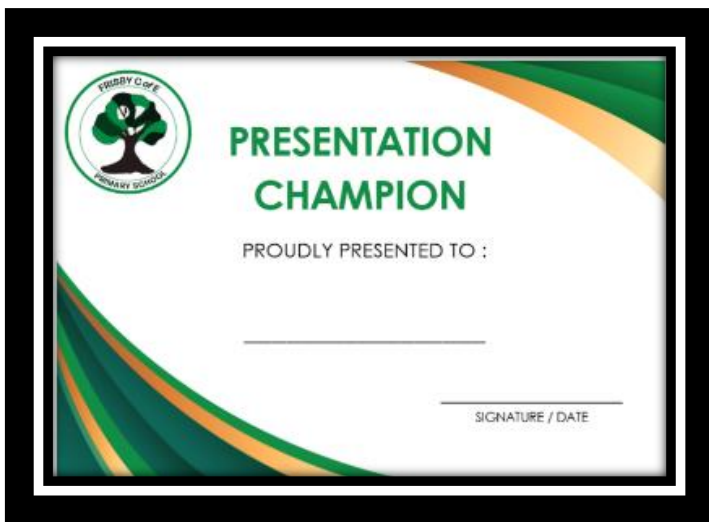 FRISBY C of E
PRIMARY SCHOOL
PRESENTATION
CHAMPION
PROUDLY PRESENTED TO :
SIGNATURE / DATE